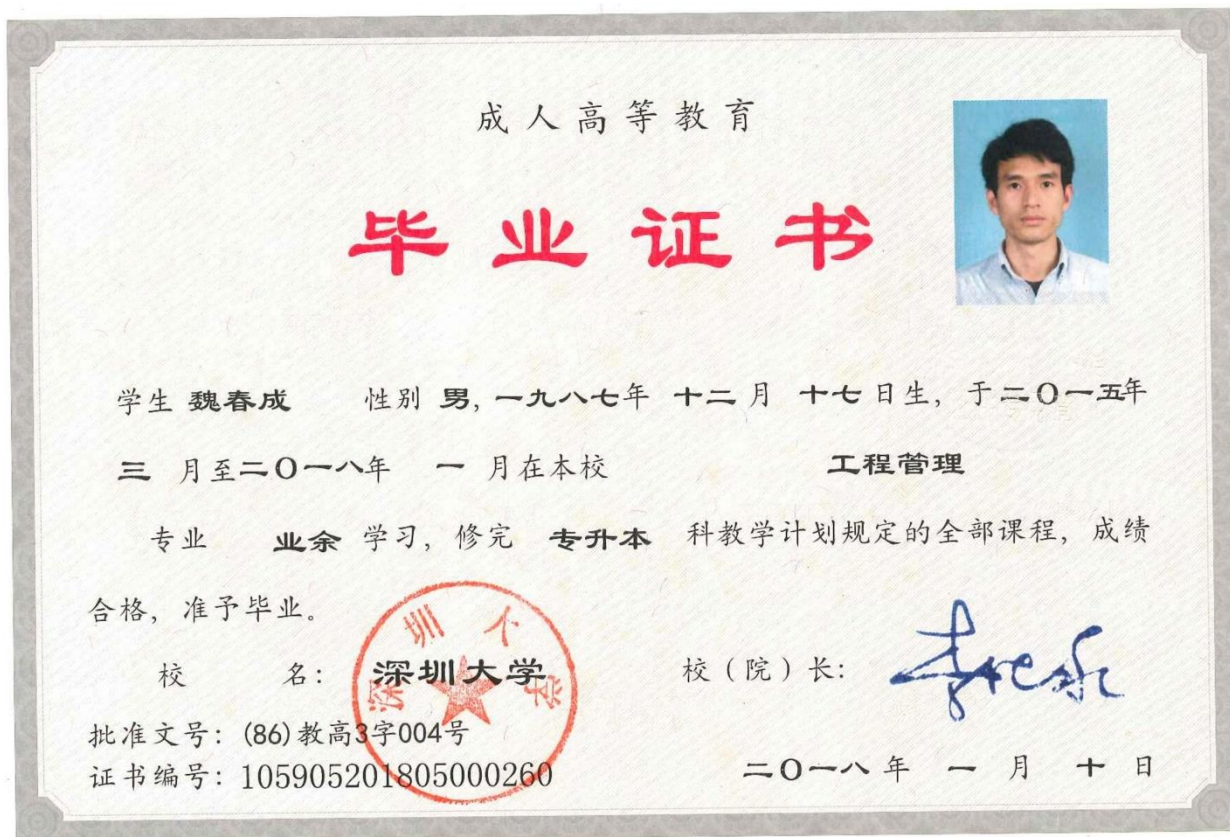 成人高等教育
毕业证书
学生 魏春成 性别 男, 一九八七年 十二月 十七日生, 于二〇一五年
三 月至二〇一八年 一 月在本校 工程管理
专业 业余 学习, 修完 专升本 科教学计划规定的全部课程, 成绩
合格, 准予毕业。
深圳大学
校 名: 深圳大学 校(院)长:
批准文号: (86)教高3字004号
证书编号: 105905201805000260 二〇一八年 一 月 十 日